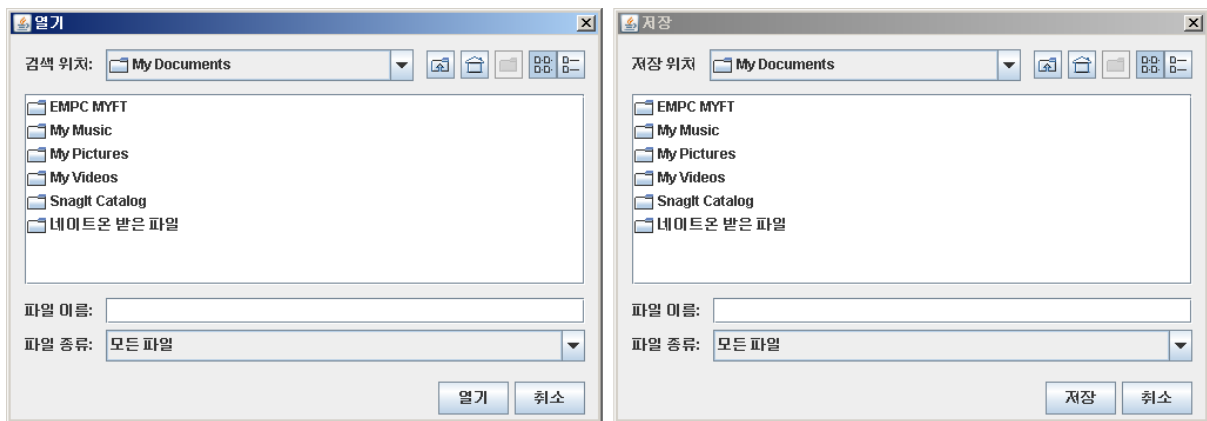 열기
검색 위치: My Documents
EMPC MYFT
My Music
My Pictures
My Videos
SnagIt Catalog
네이트온 받은 파일
파일 이름:
파일 종류: 모든 파일
열기 취소
저장
저장 위치 My Documents
EMPC MYFT
My Music
My Pictures
My Videos
SnagIt Catalog
네이트온 받은 파일
파일 이름:
파일 종류: 모든 파일
저장 취소